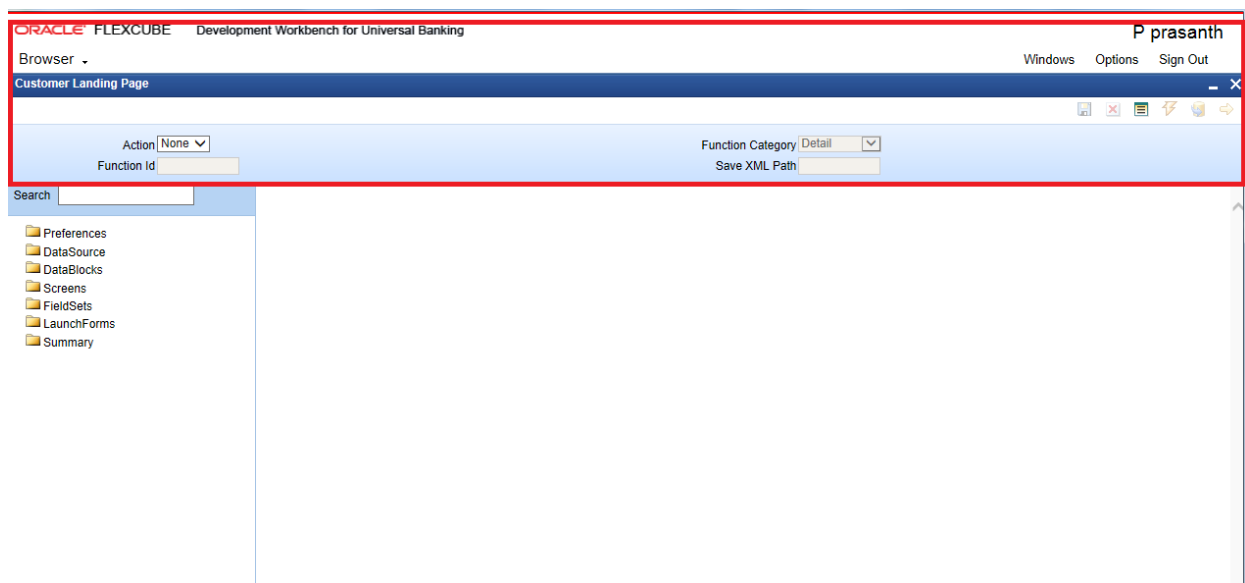 ORACLE FLEXCUBE Development Workbench for Universal Banking P prasanth
Browser Windows Options Sign Out
Customer Landing Page
Action None Function Category Detail
Function Id Save XML Path
Search
Preferences
DataSource
DataBlocks
Screens
FieldSets
LaunchForms
Summary